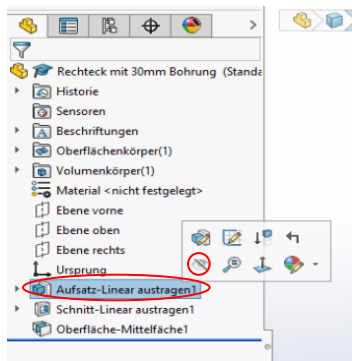 Rechteck mit 30mm Bohrung (Standa
Historie
Sensoren
Beschriftungen
Oberflächenkörper(1)
Volumenkörper(1)
Material <nicht festgelegt>
Ebene vorne
Ebene oben
Ebene rechts
Ursprung
Aufsatz-Linear austragen1
Schnitt-Linear austragen1
Oberfläche-Mittelfäche1